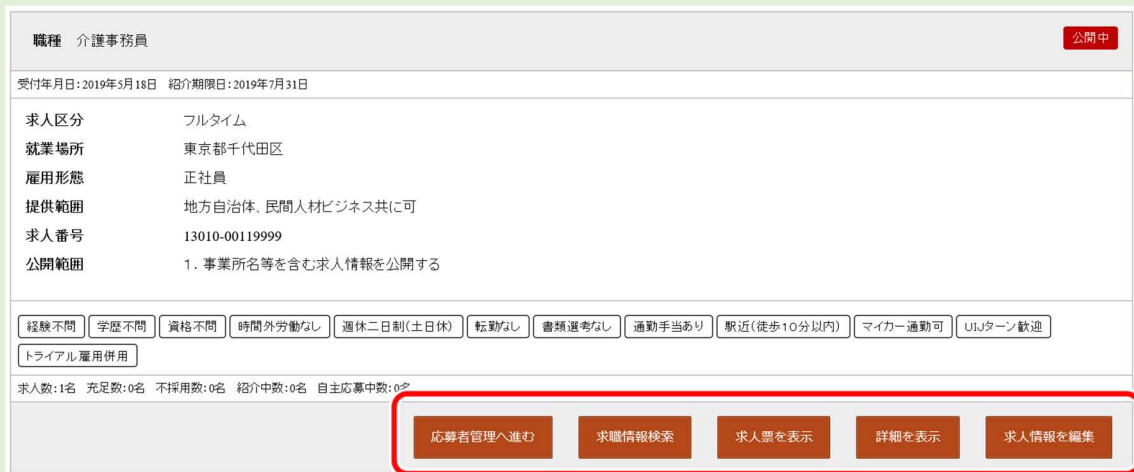 職種 介護事務員 公開中
受付年月日:2019年5月18日 紹介期限日:2019年7月31日
求人区分 フルタイム
就業場所 東京都千代田区
雇用形態 正社員
提供範囲 地方自治体、民間人材ビジネス共に可
求人番号 13010-00119999
公開範囲 1．事業所名等を含む求人情報を公開する
経験不問 学歴不問 資格不問 時間外労働なし 週休二日制(土日休) 転勤なし 書類選考なし 通勤手当あり 駅近(徒歩10分以内) マイカー通勤可 UIJターン歓迎
トライアル雇用併用
求人数:1名 充足数:0名 不採用数:0名 紹介中数:0名 自主応募中数:0名
応募者管理へ進む 求職情報検索 求人票を表示 詳細を表示 求人情報を編集